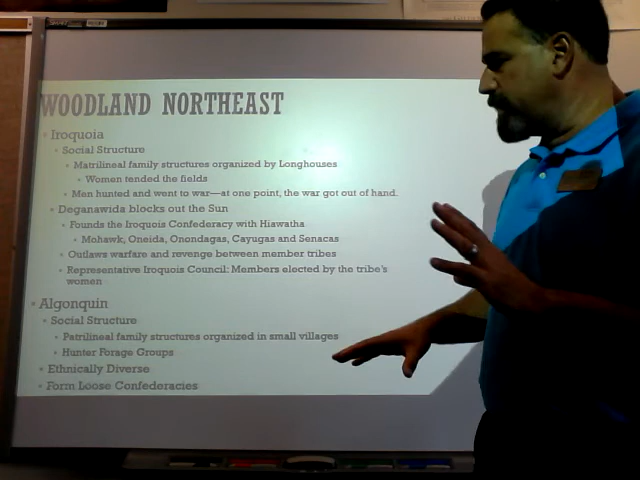 WOODLAND NORTHEAST
Iroquoia
Social Structure
Matrilineal family structures organized by Longhouses
Women tended the fields
Men hunted and went to war—at one point, the war got out of hand.
Deganawida blocks out the Sun
Founds the Iroquois Confederacy with Hiawatha
Mohawk, Oneida, Onondagas, Cayugas and Senacas
Outlaws warfare and revenge between member tribes
Representative Iroquois Council: Members elected by the tribe's
women
Algonquin
Social Structure
Patrilineal family structures organized in small villages
Hunter Forage Groups
Ethnically Diverse
Form Loose Confederacies